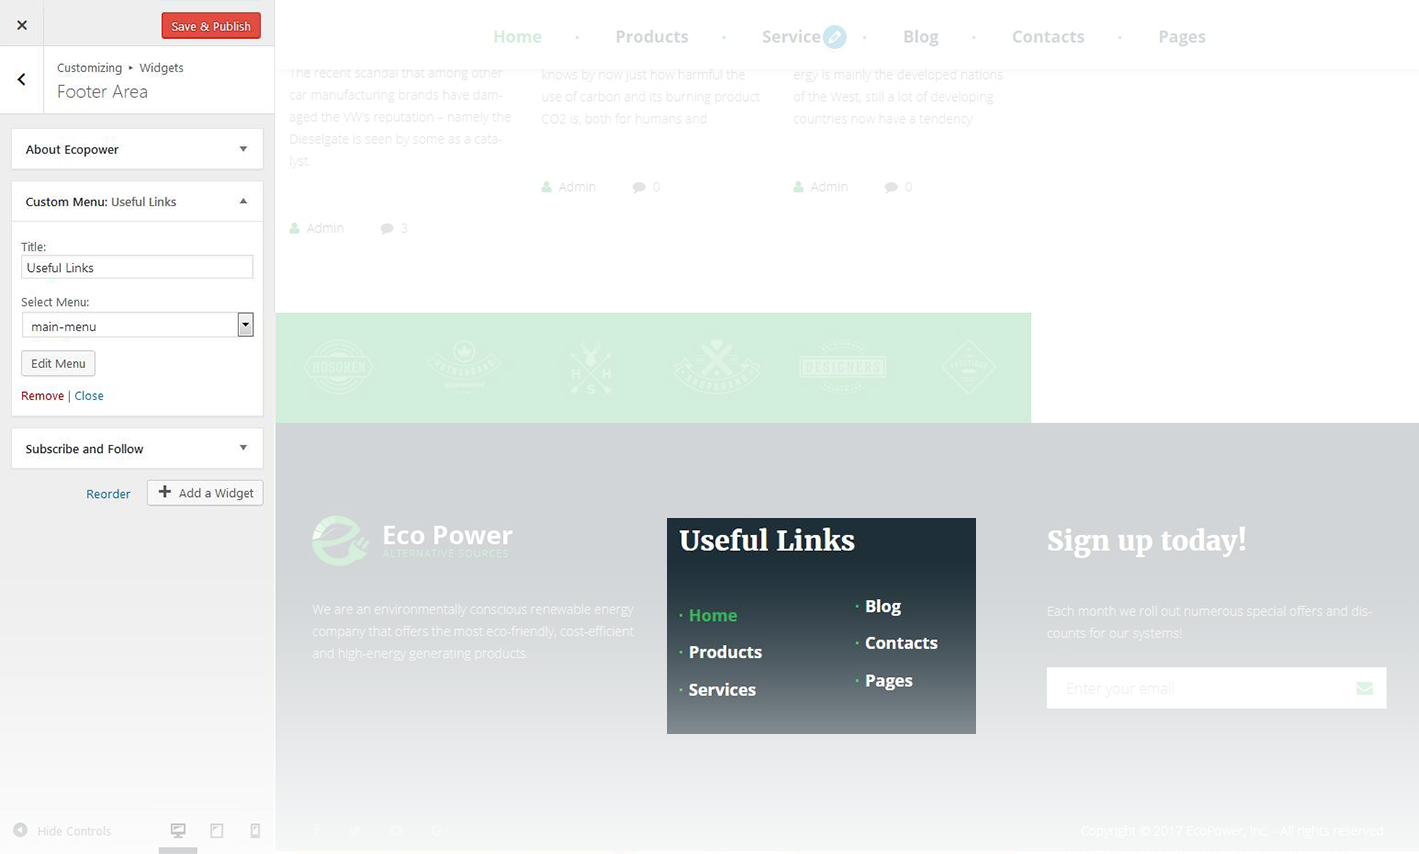 Save & Publish
Customizing ▸ Widgets
Footer Area
About Ecopower
Custom Menu: Useful Links
Title:
Useful Links
Select Menu:
main-menu
Edit Menu
Remove | Close
Subscribe and Follow
Reorder
Add a Widget
Hide Controls
Home · Products · Service · Blog · Contacts · Pages
The recent scandal that among other
car manufacturing brands have dam-
aged the VW's reputation – namely the
Dieselgate is seen by some as a cata-
lyst.
Admin 3
knows by now just how harmful the
use of carbon and its burning product
CO2 is, both for humans and
Admin 0
ergy is mainly the developed nations
of the West, still a lot of developing
countries now have a tendency
Admin 0
HOSOREN
H H
S
DESIGNERS
Eco Power
ALTERNATIVE SOURCES
We are an environmentally conscious renewable energy
company that offers the most eco-friendly, cost-efficient
and high-energy generating products.
Useful Links
· Home
· Products
· Services
· Blog
· Contacts
· Pages
Sign up today!
Each month we roll out numerous special offers and dis-
counts for our systems!
Enter your email
Copyright © 2017 EcoPower, Inc. - All rights reserved